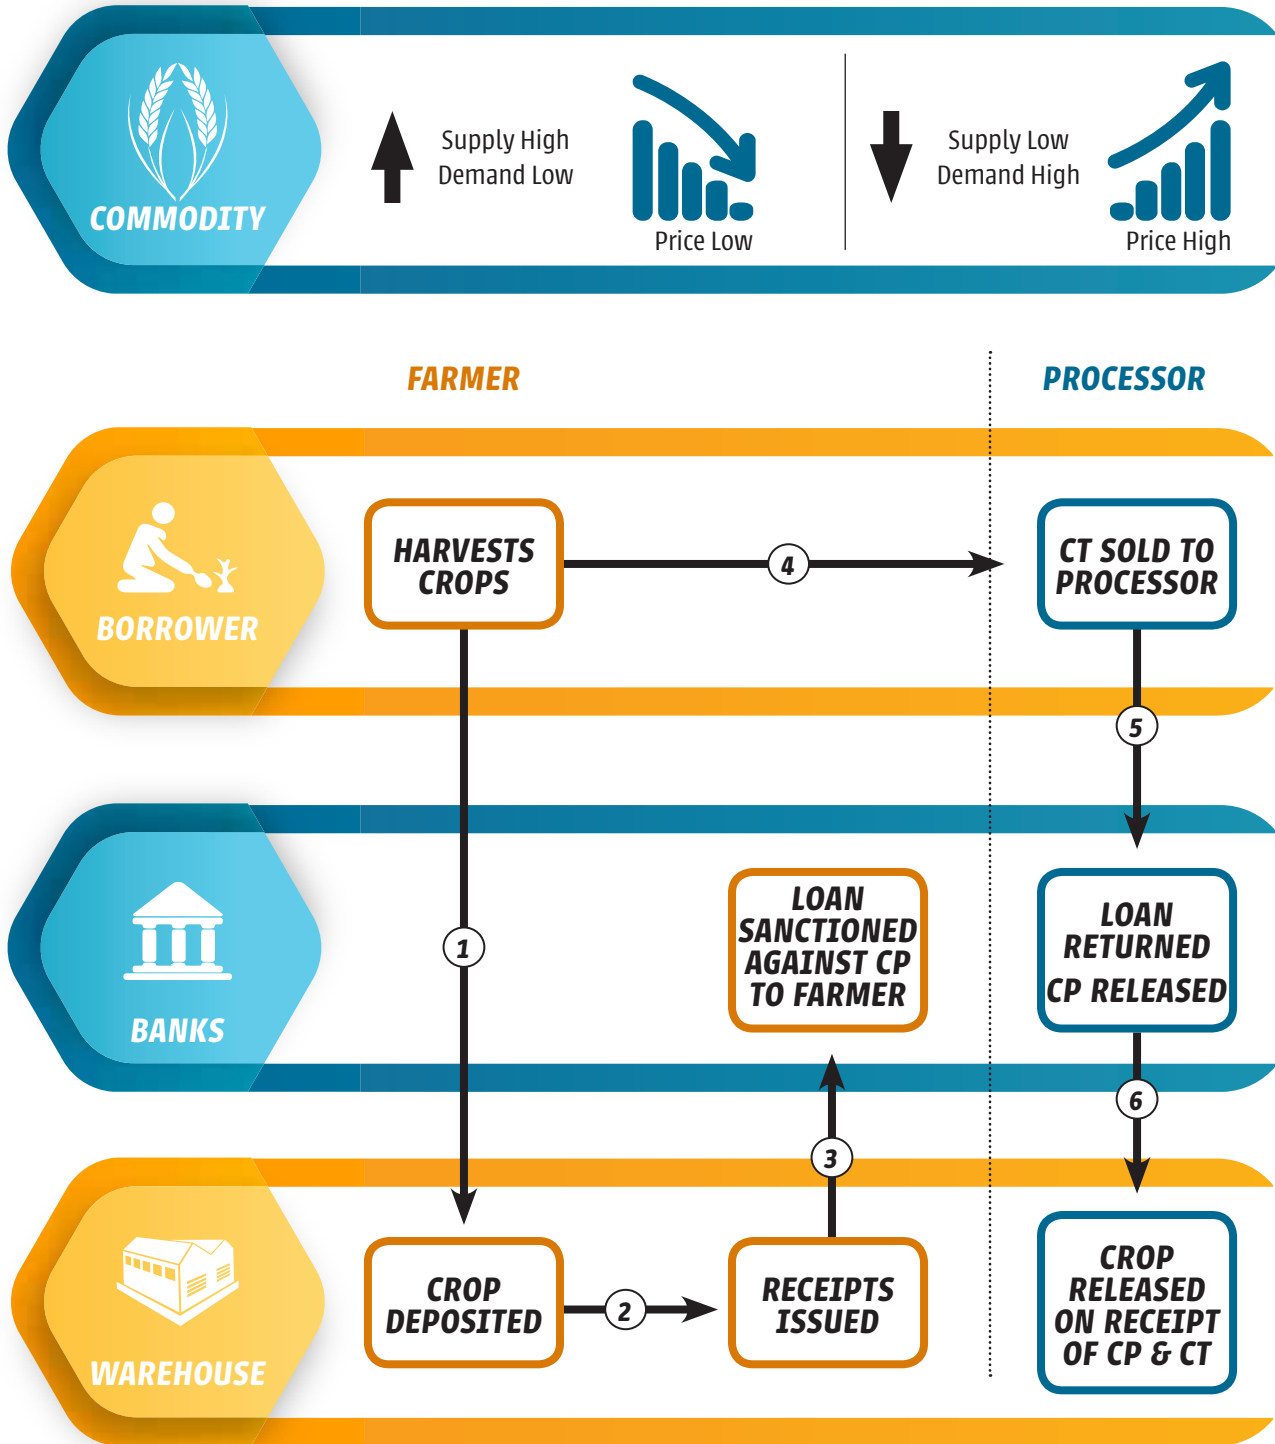 COMMODITY
Supply High
Demand Low
Price Low
Supply Low
Demand High
Price High
FARMER
PROCESSOR
BORROWER
HARVESTS
CROPS
4
CT SOLD TO
PROCESSOR
5
BANKS
1
LOAN
SANCTIONED
AGAINST CP
TO FARMER
LOAN
RETURNED
CP RELEASED
6
3
WAREHOUSE
CROP
DEPOSITED
2
RECEIPTS
ISSUED
CROP
RELEASED
ON RECEIPT
OF CP & CT